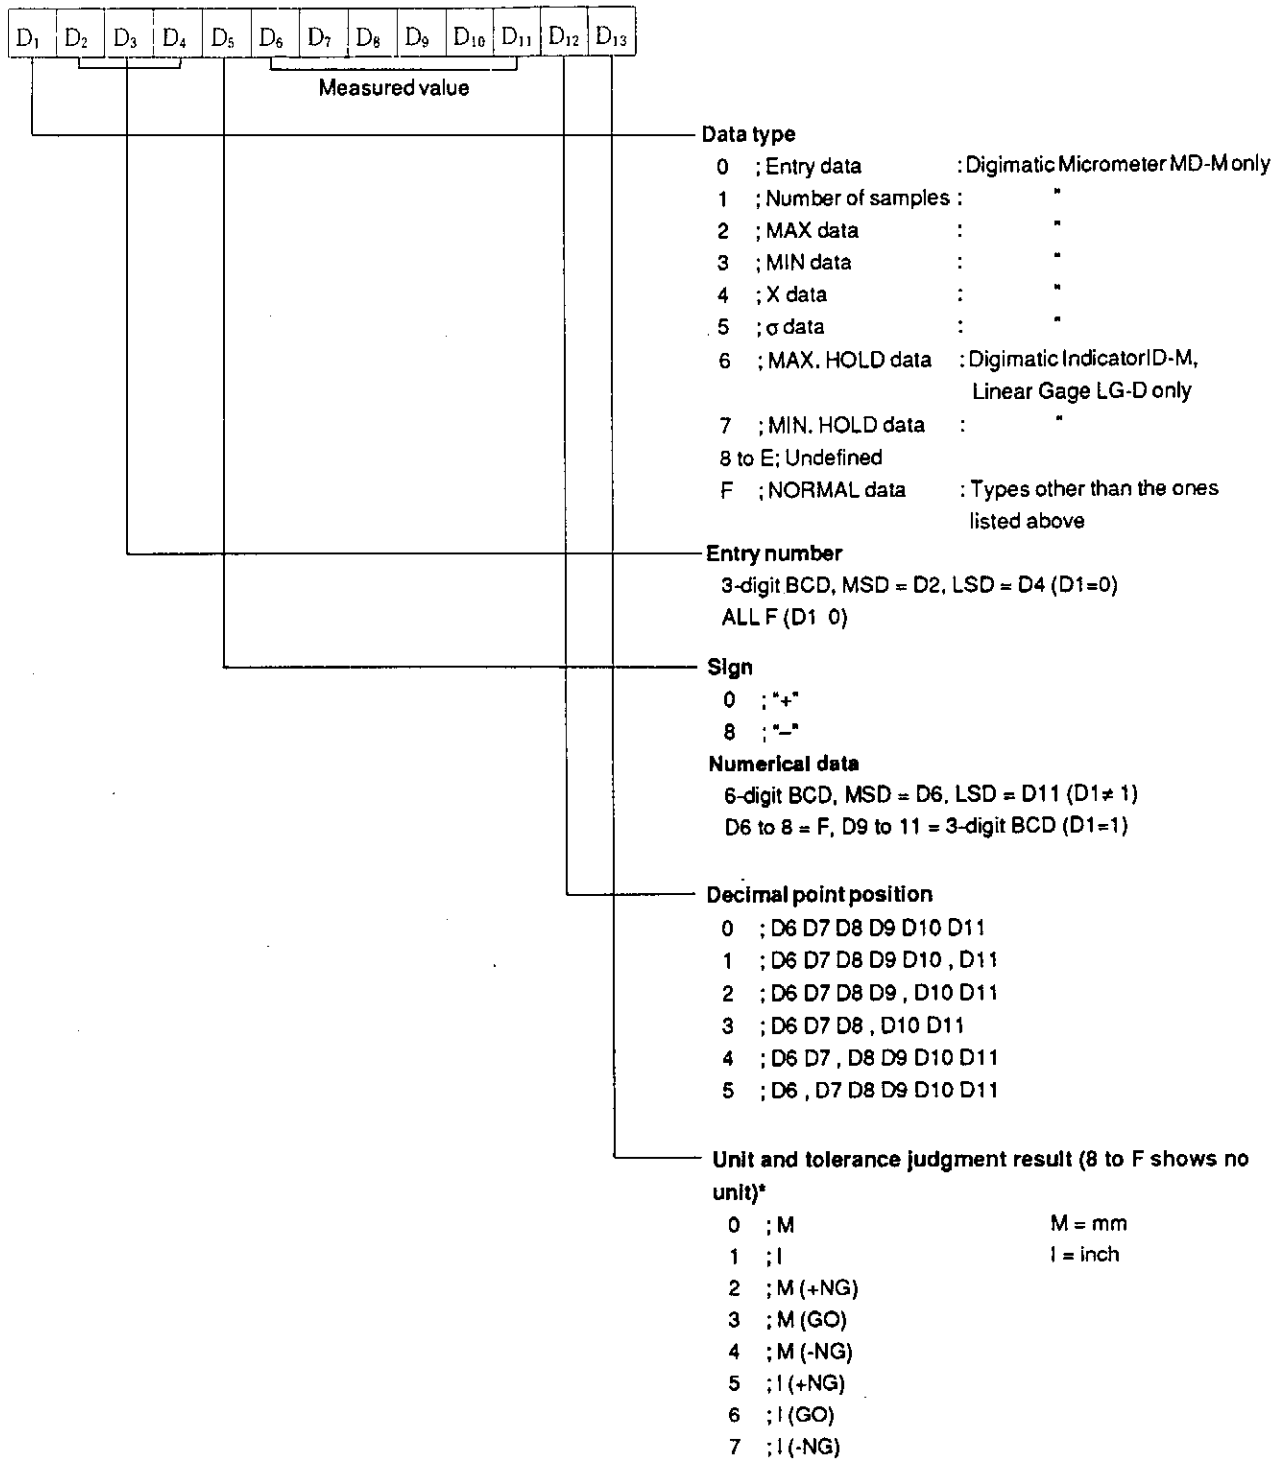 D₁ D₂ D₃ D₄ D₅ D₆ D₇ D₈ D₉ D₁₀ D₁₁ D₁₂ D₁₃
Measured value
Data type
0 ; Entry data : Digimatic Micrometer MD-M only
1 ; Number of samples : "
2 ; MAX data : "
3 ; MIN data : "
4 ; X data : "
5 ; σ data : "
6 ; MAX. HOLD data : Digimatic Indicator ID-M,
Linear Gage LG-D only
7 ; MIN. HOLD data : "
8 to E; Undefined
F ; NORMAL data : Types other than the ones
listed above
Entry number
3-digit BCD, MSD = D2, LSD = D4 (D1=0)
ALL F (D1 0)
Sign
0 ; "+"
8 ; "–"
Numerical data
6-digit BCD, MSD = D6, LSD = D11 (D1≠ 1)
D6 to 8 = F, D9 to 11 = 3-digit BCD (D1=1)
Decimal point position
0 ; D6 D7 D8 D9 D10 D11
1 ; D6 D7 D8 D9 D10 , D11
2 ; D6 D7 D8 D9 , D10 D11
3 ; D6 D7 D8 , D10 D11
4 ; D6 D7 , D8 D9 D10 D11
5 ; D6 , D7 D8 D9 D10 D11
Unit and tolerance judgment result (8 to F shows no
unit)*
0 ; M M = mm
1 ; I I = inch
2 ; M (+NG)
3 ; M (GO)
4 ; M (-NG)
5 ; I (+NG)
6 ; I (GO)
7 ; I (-NG)